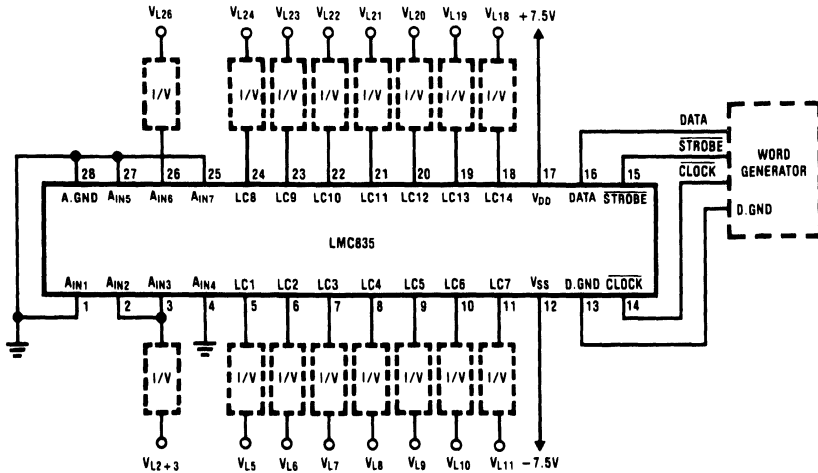 VL26 VL24 VL23 VL22 VL21 VL20 VL19 VL18 +7.5V
I/V I/V I/V I/V I/V I/V I/V I/V
DATA
STROBE
CLOCK
D.GND
WORD
GENERATOR
28 27 26 25 24 23 22 21 20 19 18 17 16 15
A.GND AIN5 AIN6 AIN7 LC8 LC9 LC10 LC11 LC12 LC13 LC14 VDD DATA STROBE
LMC835
AIN1 AIN2 AIN3 AIN4 LC1 LC2 LC3 LC4 LC5 LC6 LC7 VSS D.GND CLOCK
1 2 3 4 5 6 7 8 9 10 11 12 13 14
I/V I/V I/V I/V I/V I/V I/V I/V
VL2+3 VL5 VL6 VL7 VL8 VL9 VL10 VL11 −7.5V